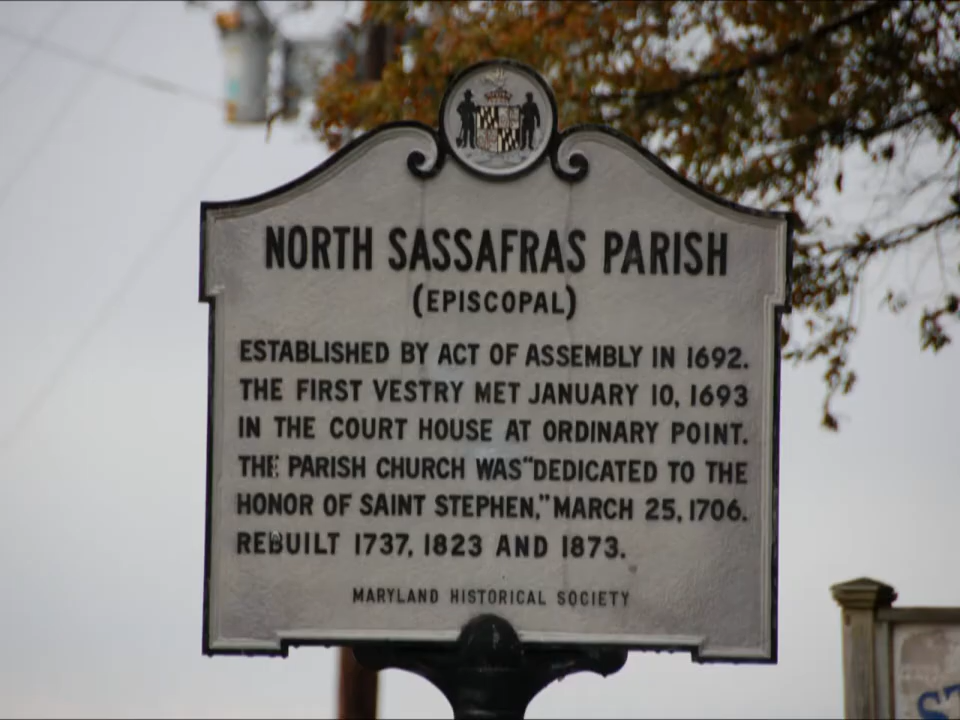 NORTH SASSAFRAS PARISH
(EPISCOPAL)
ESTABLISHED BY ACT OF ASSEMBLY IN 1692.
THE FIRST VESTRY MET JANUARY 10, 1693
IN THE COURT HOUSE AT ORDINARY POINT.
THE PARISH CHURCH WAS "DEDICATED TO THE
HONOR OF SAINT STEPHEN," MARCH 25, 1706.
REBUILT 1737, 1823 AND 1873.
MARYLAND HISTORICAL SOCIETY